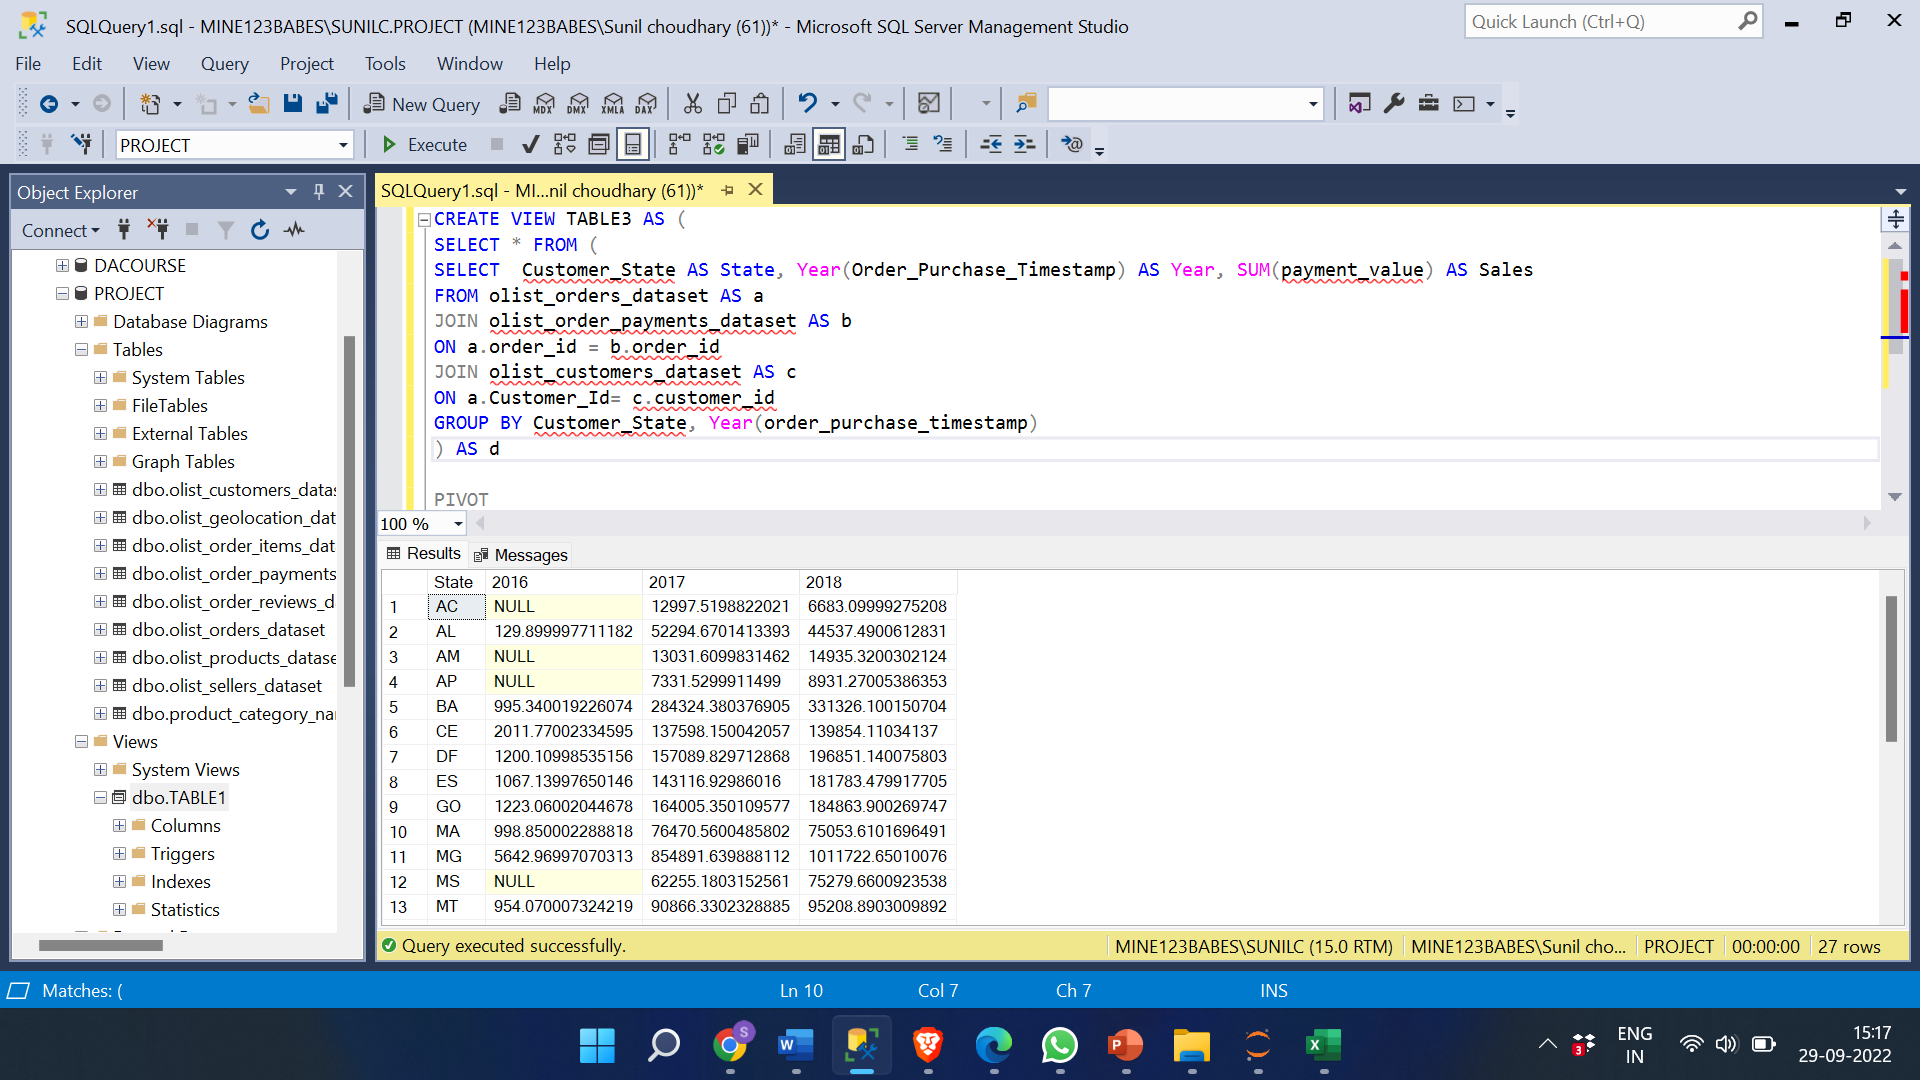 SQLQuery1.sql - MINE123BABES\SUNILC.PROJECT (MINE123BABES\Sunil choudhary (61))* - Microsoft SQL Server Management Studio
Quick Launch (Ctrl+Q)
File Edit View Query Project Tools Window Help
New Query MDX DMX XMLA DAX
PROJECT Execute
Object Explorer
Connect
DACOURSE
PROJECT
Database Diagrams
Tables
System Tables
FileTables
External Tables
Graph Tables
dbo.olist_customers_datas
dbo.olist_geolocation_dat
dbo.olist_order_items_dat
dbo.olist_order_payments
dbo.olist_order_reviews_d
dbo.olist_orders_dataset
dbo.olist_products_datase
dbo.olist_sellers_dataset
dbo.product_category_nar
Views
System Views
dbo.TABLE1
Columns
Triggers
Indexes
Statistics
SQLQuery1.sql - MI...nil choudhary (61))*
CREATE VIEW TABLE3 AS (
SELECT * FROM (
SELECT  Customer_State AS State, Year(Order_Purchase_Timestamp) AS Year, SUM(payment_value) AS Sales
FROM olist_orders_dataset AS a
JOIN olist_order_payments_dataset AS b
ON a.order_id = b.order_id
JOIN olist_customers_dataset AS c
ON a.Customer_Id= c.customer_id
GROUP BY Customer_State, Year(order_purchase_timestamp)
) AS d
PIVOT
100 %
Results Messages
State 2016 2017 2018
1 AC NULL 12997.5198822021 6683.09999275208
2 AL 129.899997711182 52294.6701413393 44537.4900612831
3 AM NULL 13031.6099831462 14935.3200302124
4 AP NULL 7331.5299911499 8931.27005386353
5 BA 995.340019226074 284324.380376905 331326.100150704
6 CE 2011.77002334595 137598.150042057 139854.11034137
7 DF 1200.10998535156 157089.829712868 196851.140075803
8 ES 1067.13997650146 143116.92986016 181783.479917705
9 GO 1223.06002044678 164005.350109577 184863.900269747
10 MA 998.850002288818 76470.5600485802 75053.6101696491
11 MG 5642.96997070313 854891.639888112 1011722.65010076
12 MS NULL 62255.1803152561 75279.6600923538
13 MT 954.070007324219 90866.3302328885 95208.8903009892
Query executed successfully. MINE123BABES\SUNILC (15.0 RTM) MINE123BABES\Sunil cho... PROJECT 00:00:00 27 rows
Matches: ( Ln 10 Col 7 Ch 7 INS
S W P X 3
ENG
IN
15:17
29-09-2022